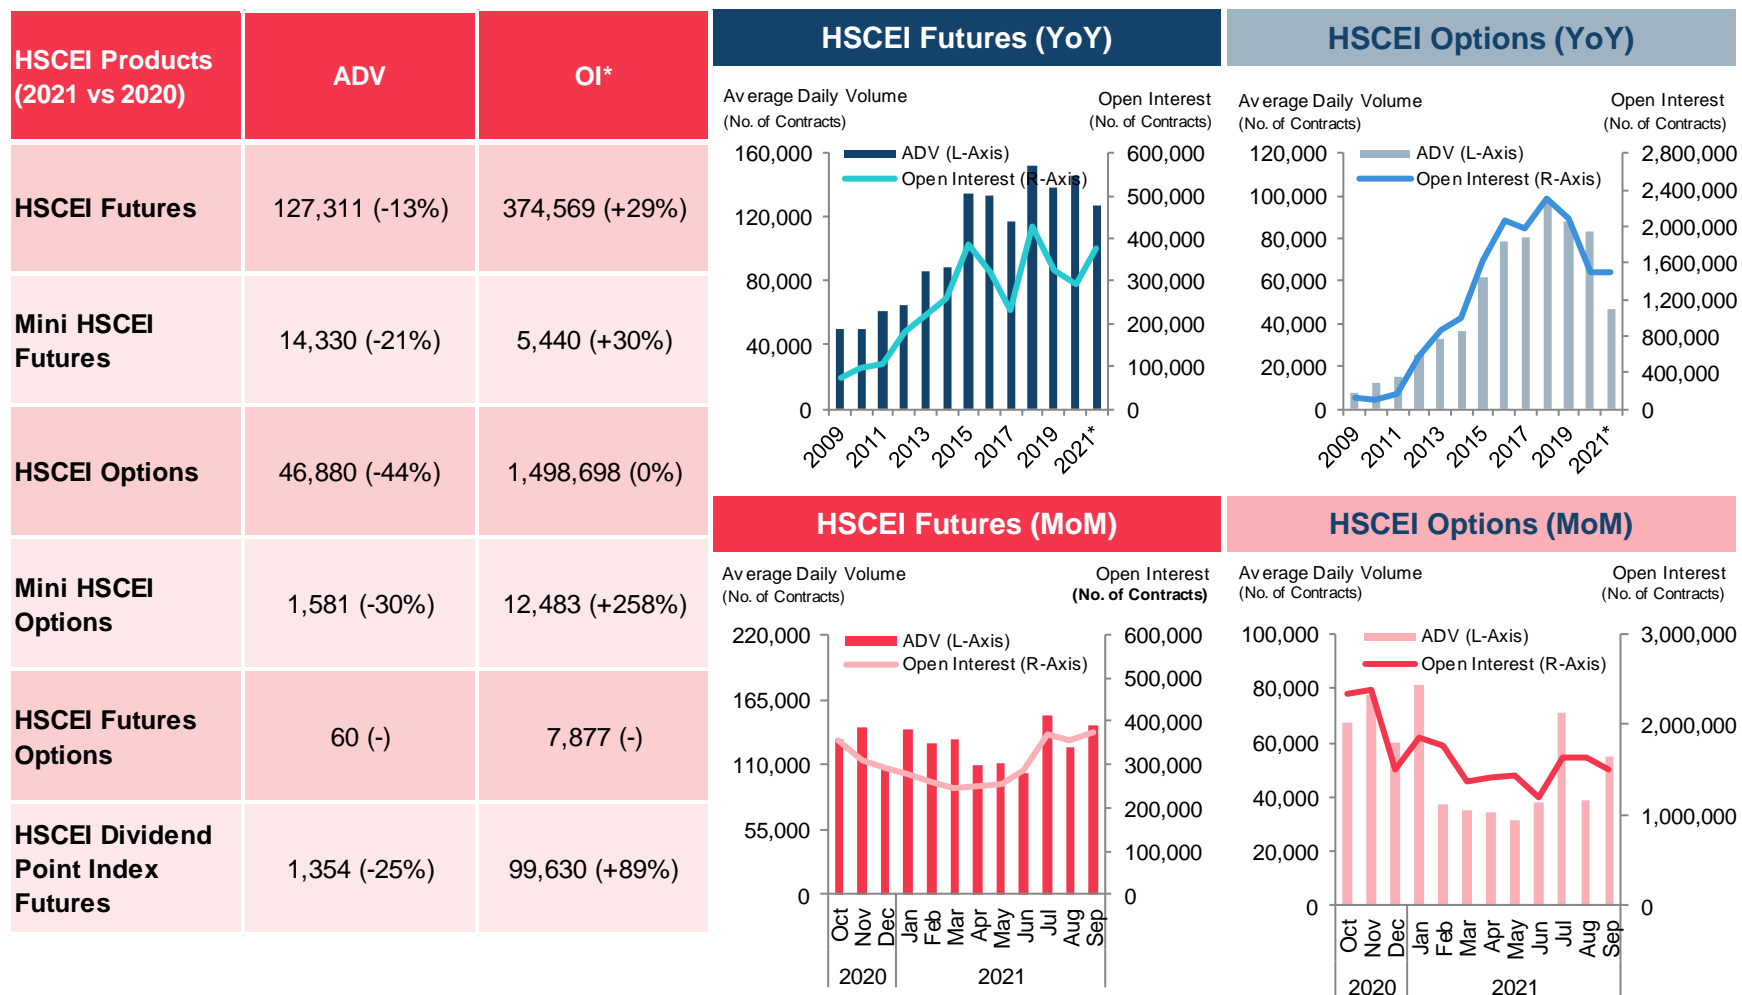 HSCEI Products
(2021 vs 2020)
ADV
OI*
HSCEI Futures
127,311 (-13%)
374,569 (+29%)
Mini HSCEI
Futures
14,330 (-21%)
5,440 (+30%)
HSCEI Options
46,880 (-44%)
1,498,698 (0%)
Mini HSCEI
Options
1,581 (-30%)
12,483 (+258%)
HSCEI Futures
Options
60 (-)
7,877 (-)
HSCEI Dividend
Point Index
Futures
1,354 (-25%)
99,630 (+89%)
HSCEI Futures (YoY)
Average Daily Volume
(No. of Contracts)
Open Interest
(No. of Contracts)
ADV (L-Axis)
Open Interest (R-Axis)
160,000
120,000
80,000
40,000
0
600,000
500,000
400,000
300,000
200,000
100,000
0
2009
2011
2013
2015
2017
2019
2021*
HSCEI Options (YoY)
Average Daily Volume
(No. of Contracts)
Open Interest
(No. of Contracts)
ADV (L-Axis)
Open Interest (R-Axis)
120,000
100,000
80,000
60,000
40,000
20,000
0
2,800,000
2,400,000
2,000,000
1,600,000
1,200,000
800,000
400,000
0
2009
2011
2013
2015
2017
2019
2021*
HSCEI Futures (MoM)
Average Daily Volume
(No. of Contracts)
Open Interest
(No. of Contracts)
ADV (L-Axis)
Open Interest (R-Axis)
220,000
165,000
110,000
55,000
0
600,000
500,000
400,000
300,000
200,000
100,000
0
Oct
Nov
Dec
Jan
Feb
Mar
Apr
May
Jun
Jul
Aug
Sep
2020
2021
HSCEI Options (MoM)
Average Daily Volume
(No. of Contracts)
Open Interest
(No. of Contracts)
ADV (L-Axis)
Open Interest (R-Axis)
100,000
80,000
60,000
40,000
20,000
0
3,000,000
2,000,000
1,000,000
0
Oct
Nov
Dec
Jan
Feb
Mar
Apr
May
Jun
Jul
Aug
Sep
2020
2021